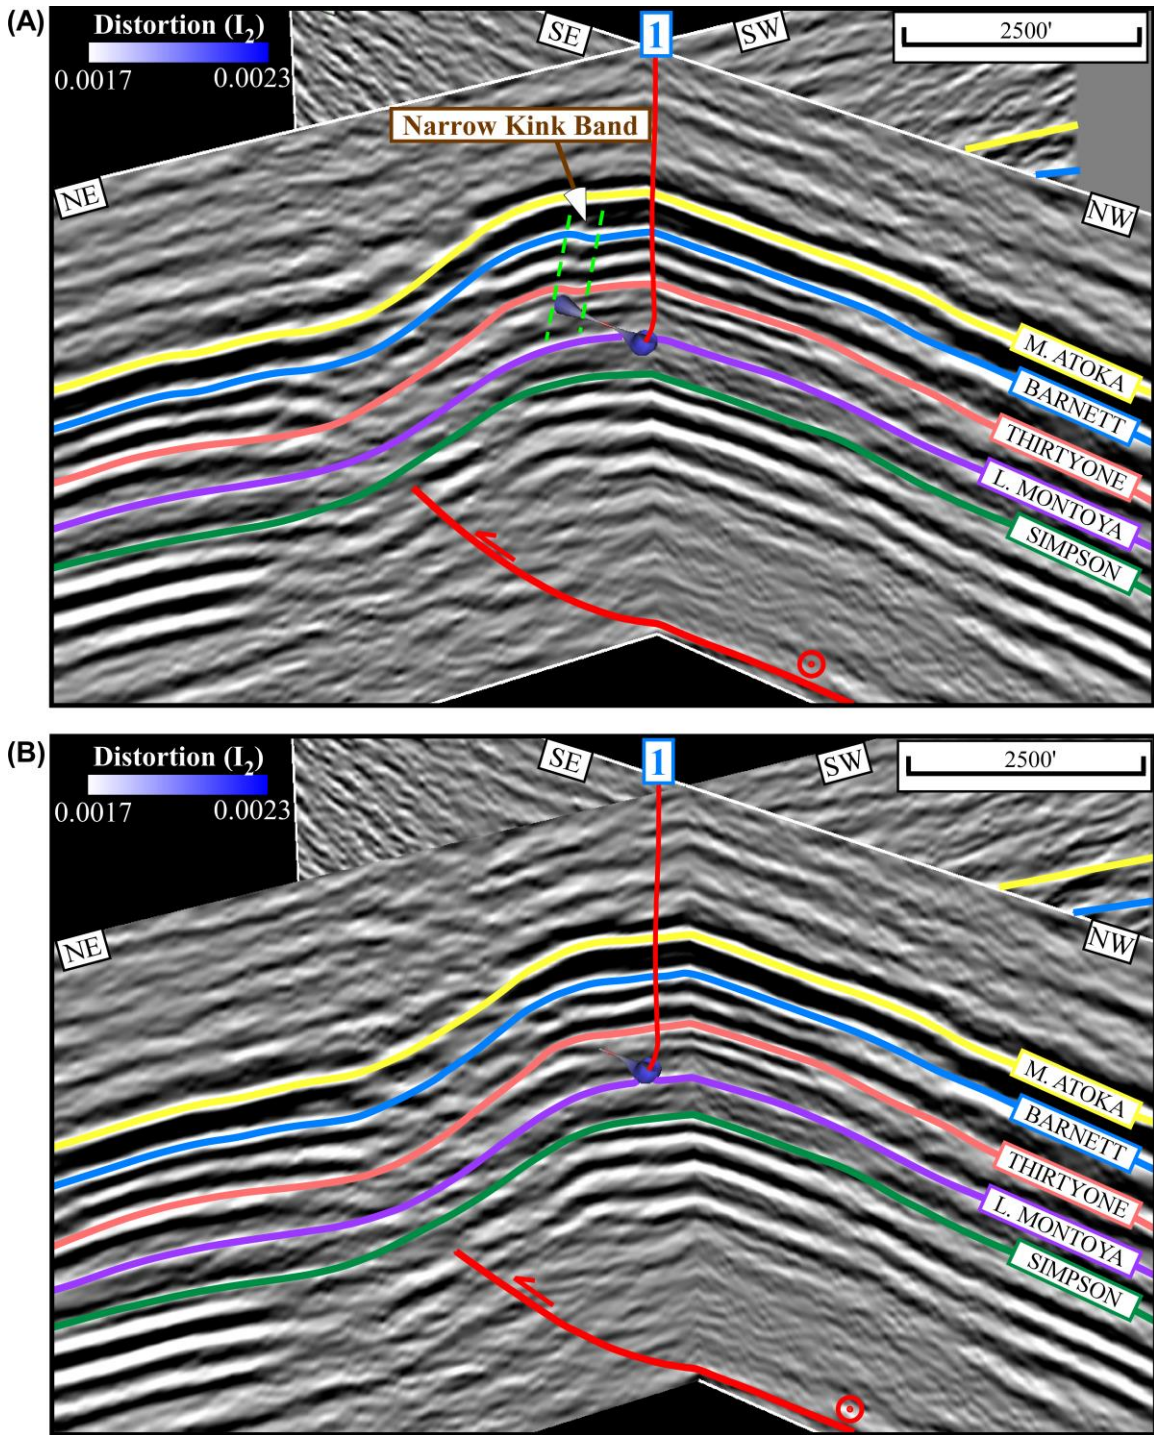 (A)
Distortion (I₂)
0.0017 0.0023
SE
1
SW
2500'
Narrow Kink Band
NE
NW
M. ATOKA
BARNETT
THIRTYONE
L. MONTOYA
SIMPSON
(B)
Distortion (I₂)
0.0017 0.0023
SE
1
SW
2500'
NE
NW
M. ATOKA
BARNETT
THIRTYONE
L. MONTOYA
SIMPSON